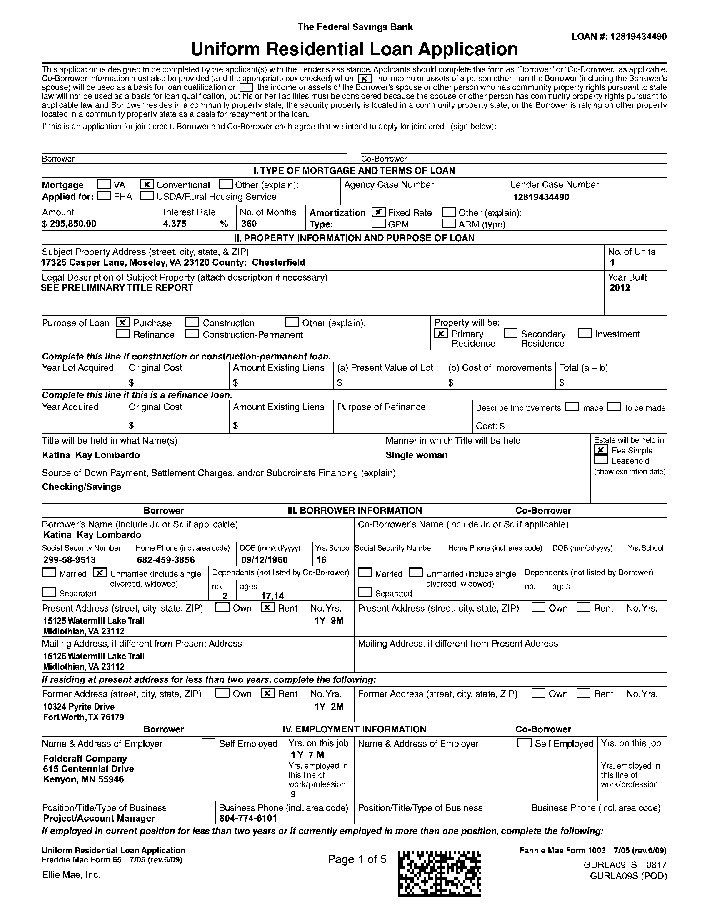 The Federal Savings Bank
LOAN #: 12819434490
Uniform Residential Loan Application
This application is designed to be completed by the applicant(s) with the Lender's assistance. Applicants should complete this form as "Borrower" or "Co-Borrower," as applicable.
Co-Borrower information must also be provided (and the appropriate box checked) when the income or assets of a person other than the Borrower (including the Borrower's
spouse) will be used as a basis for loan qualification or the income or assets of the Borrower's spouse or other person who has community property rights pursuant to state
law will not be used as a basis for loan qualification, but his or her liabilities must be considered because the spouse or other person has community property rights pursuant to
applicable law and Borrower resides in a community property state, the security property is located in a community property state, or the Borrower is relying on other property
located in a community property state as a basis for repayment of the loan.
If this is an application for joint credit, Borrower and Co-Borrower each agree that we intend to apply for joint credit (sign below):
Borrower Co-Borrower
I. TYPE OF MORTGAGE AND TERMS OF LOAN
Mortgage VA X Conventional Other (explain): Agency Case Number Lender Case Number
Applied for: FHA USDA/Rural Housing Service 12819434490
Amount Interest Rate No. of Months Amortization X Fixed Rate Other (explain):
$ 295,850.00 4.375 % 360 Type: GPM ARM (type)
II. PROPERTY INFORMATION AND PURPOSE OF LOAN
Subject Property Address (street, city, state, & ZIP) No. of Units
17325 Casper Lane, Moseley, VA 23120 County: Chesterfield 1
Legal Description of Subject Property (attach description if necessary) Year Built
SEE PRELIMINARY TITLE REPORT 2012
Purpose of Loan X Purchase Construction Other (explain): Property will be:
Refinance Construction-Permanent X Primary Residence Secondary Residence Investment
Complete this line if construction or construction-permanent loan.
Year Lot Acquired Original Cost Amount Existing Liens (a) Present Value of Lot (b) Cost of Improvements Total (a + b)
$ $ $ $ $
Complete this line if this is a refinance loan.
Year Acquired Original Cost Amount Existing Liens Purpose of Refinance Describe Improvements made to be made
$ $ Cost: $
Title will be held in what Name(s) Manner in which Title will be held Estate will be held in:
Katina Kay Lombardo Single woman X Fee Simple
Leasehold
Source of Down Payment, Settlement Charges, and/or Subordinate Financing (explain) (show expiration date)
Checking/Savings
Borrower III. BORROWER INFORMATION Co-Borrower
Borrower's Name (include Jr. or Sr. if applicable) Co-Borrower's Name (include Jr. or Sr. if applicable)
Katina Kay Lombardo
Social Security Number Home Phone (incl. area code) DOB (mm/dd/yyyy) Yrs. School Social Security Number Home Phone (incl. area code) DOB (mm/dd/yyyy) Yrs. School
299-58-9513 682-459-3856 09/12/1960 16
Married X Unmarried (include single, divorced, widowed) Dependents (not listed by Co-Borrower) Married Unmarried (include single, divorced, widowed) Dependents (not listed by Borrower)
Separated no. 2 ages 17,14 Separated no. ages
Present Address (street, city, state, ZIP) Own X Rent No. Yrs. Present Address (street, city, state, ZIP) Own Rent No. Yrs.
15125 Watermill Lake Trail 1Y 9M
Midlothian, VA 23112
Mailing Address, if different from Present Address Mailing Address, if different from Present Address
15125 Watermill Lake Trail
Midlothian, VA 23112
If residing at present address for less than two years, complete the following:
Former Address (street, city, state, ZIP) Own X Rent No. Yrs. Former Address (street, city, state, ZIP) Own Rent No. Yrs.
10324 Pyrite Drive 1Y 2M
Fort Worth, TX 76179
Borrower IV. EMPLOYMENT INFORMATION Co-Borrower
Name & Address of Employer Self Employed Yrs. on this job Name & Address of Employer Self Employed Yrs. on this job
1Y 7M
Foldcraft Company
615 Centennial Drive
Kenyon, MN 55946
Yrs. employed in this line of work/profession Yrs. employed in this line of work/profession
9
Position/Title/Type of Business Business Phone (incl. area code) Position/Title/Type of Business Business Phone (incl. area code)
Project/Account Manager 804-774-6101
If employed in current position for less than two years or if currently employed in more than one position, complete the following:
Uniform Residential Loan Application Fannie Mae Form 1003 7/05 (rev.6/09)
Freddie Mac Form 65 7/05 (rev.6/09) Page 1 of 5 GURLA09_S 0817
Ellie Mae, Inc. GURLA09S (POD)